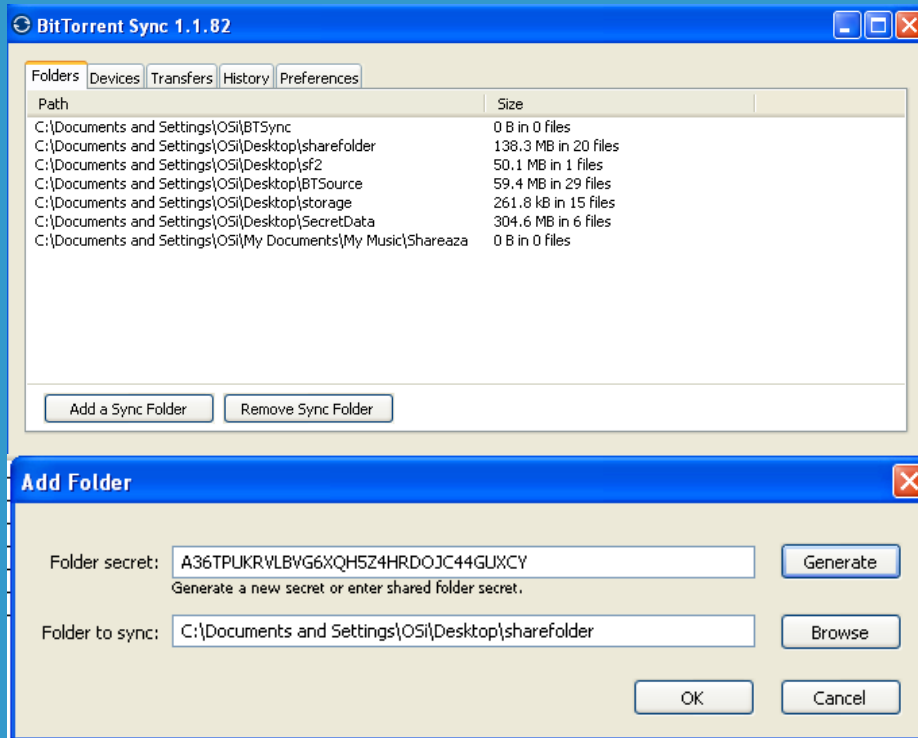 BitTorrent Sync 1.1.82
Folders Devices Transfers History Preferences
Path Size
C:\Documents and Settings\OSi\BTSync 0 B in 0 files
C:\Documents and Settings\OSi\Desktop\sharefolder 138.3 MB in 20 files
C:\Documents and Settings\OSi\Desktop\sf2 50.1 MB in 1 files
C:\Documents and Settings\OSi\Desktop\BTSource 59.4 MB in 29 files
C:\Documents and Settings\OSi\Desktop\storage 261.8 kB in 15 files
C:\Documents and Settings\OSi\Desktop\SecretData 304.6 MB in 6 files
C:\Documents and Settings\OSi\My Documents\My Music\Shareaza 0 B in 0 files
Add a Sync Folder Remove Sync Folder
Add Folder
Folder secret: A36TPUKRVLBVG6XQH5Z4HRDOJC44GUXCY Generate
Generate a new secret or enter shared folder secret.
Folder to sync: C:\Documents and Settings\OSi\Desktop\sharefolder Browse
OK Cancel